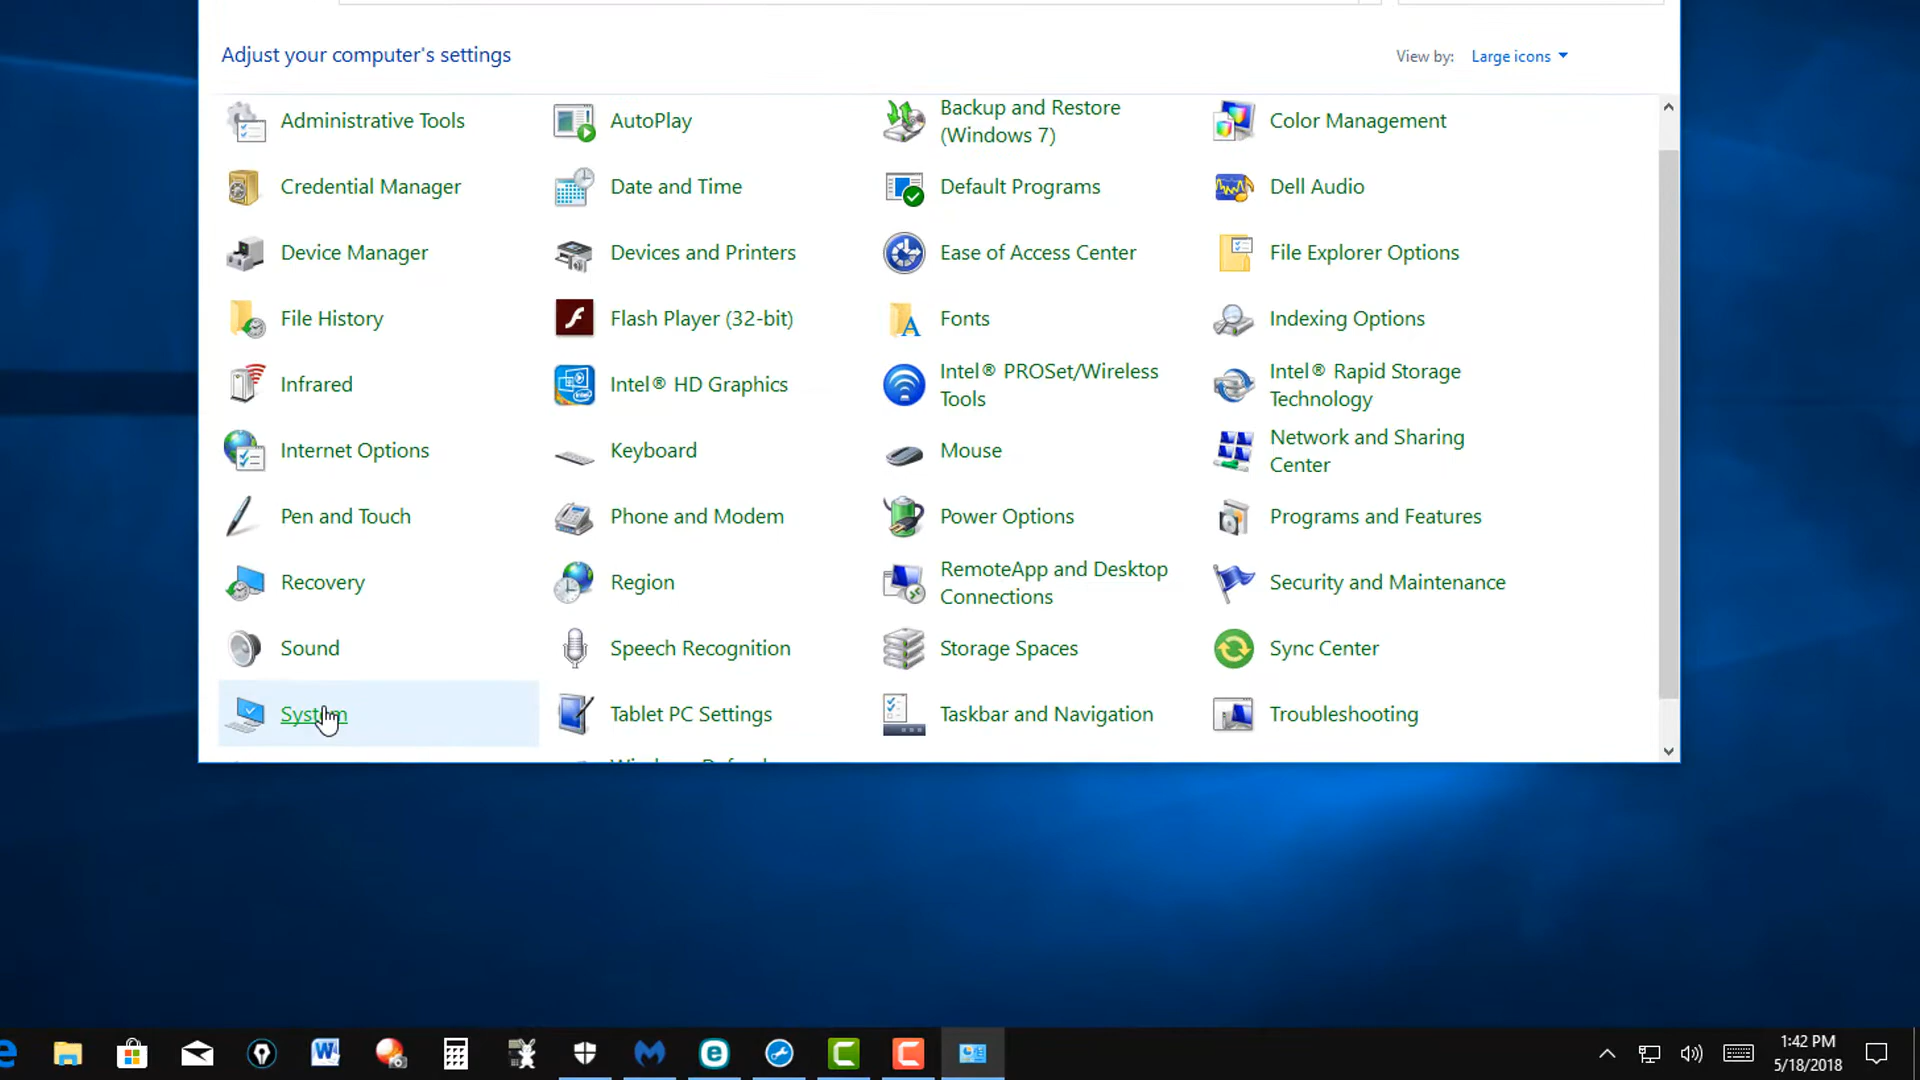 Adjust your computer's settings
View by: Large icons
Administrative Tools
AutoPlay
Backup and Restore
(Windows 7)
Color Management
Credential Manager
Date and Time
Default Programs
Dell Audio
Device Manager
Devices and Printers
Ease of Access Center
File Explorer Options
File History
Flash Player (32-bit)
Fonts
Indexing Options
Infrared
Intel® HD Graphics
Intel® PROSet/Wireless
Tools
Intel® Rapid Storage
Technology
Internet Options
Keyboard
Mouse
Network and Sharing
Center
Pen and Touch
Phone and Modem
Power Options
Programs and Features
Recovery
Region
RemoteApp and Desktop
Connections
Security and Maintenance
Sound
Speech Recognition
Storage Spaces
Sync Center
System
Tablet PC Settings
Taskbar and Navigation
Troubleshooting
1:42 PM
5/18/2018